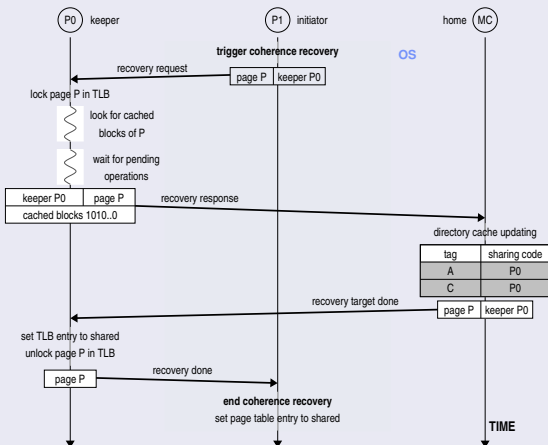 P0 keeper P1 initiator home MC
trigger coherence recovery
OS
recovery request
page P keeper P0
lock page P in TLB
look for cached
blocks of P
wait for pending
operations
keeper P0 page P
cached blocks 1010..0
recovery response
directory cache updating
tag sharing code
A P0
C P0
recovery target done
page P keeper P0
set TLB entry to shared
unlock page P in TLB
page P
recovery done
end coherence recovery
set page table entry to shared
TIME